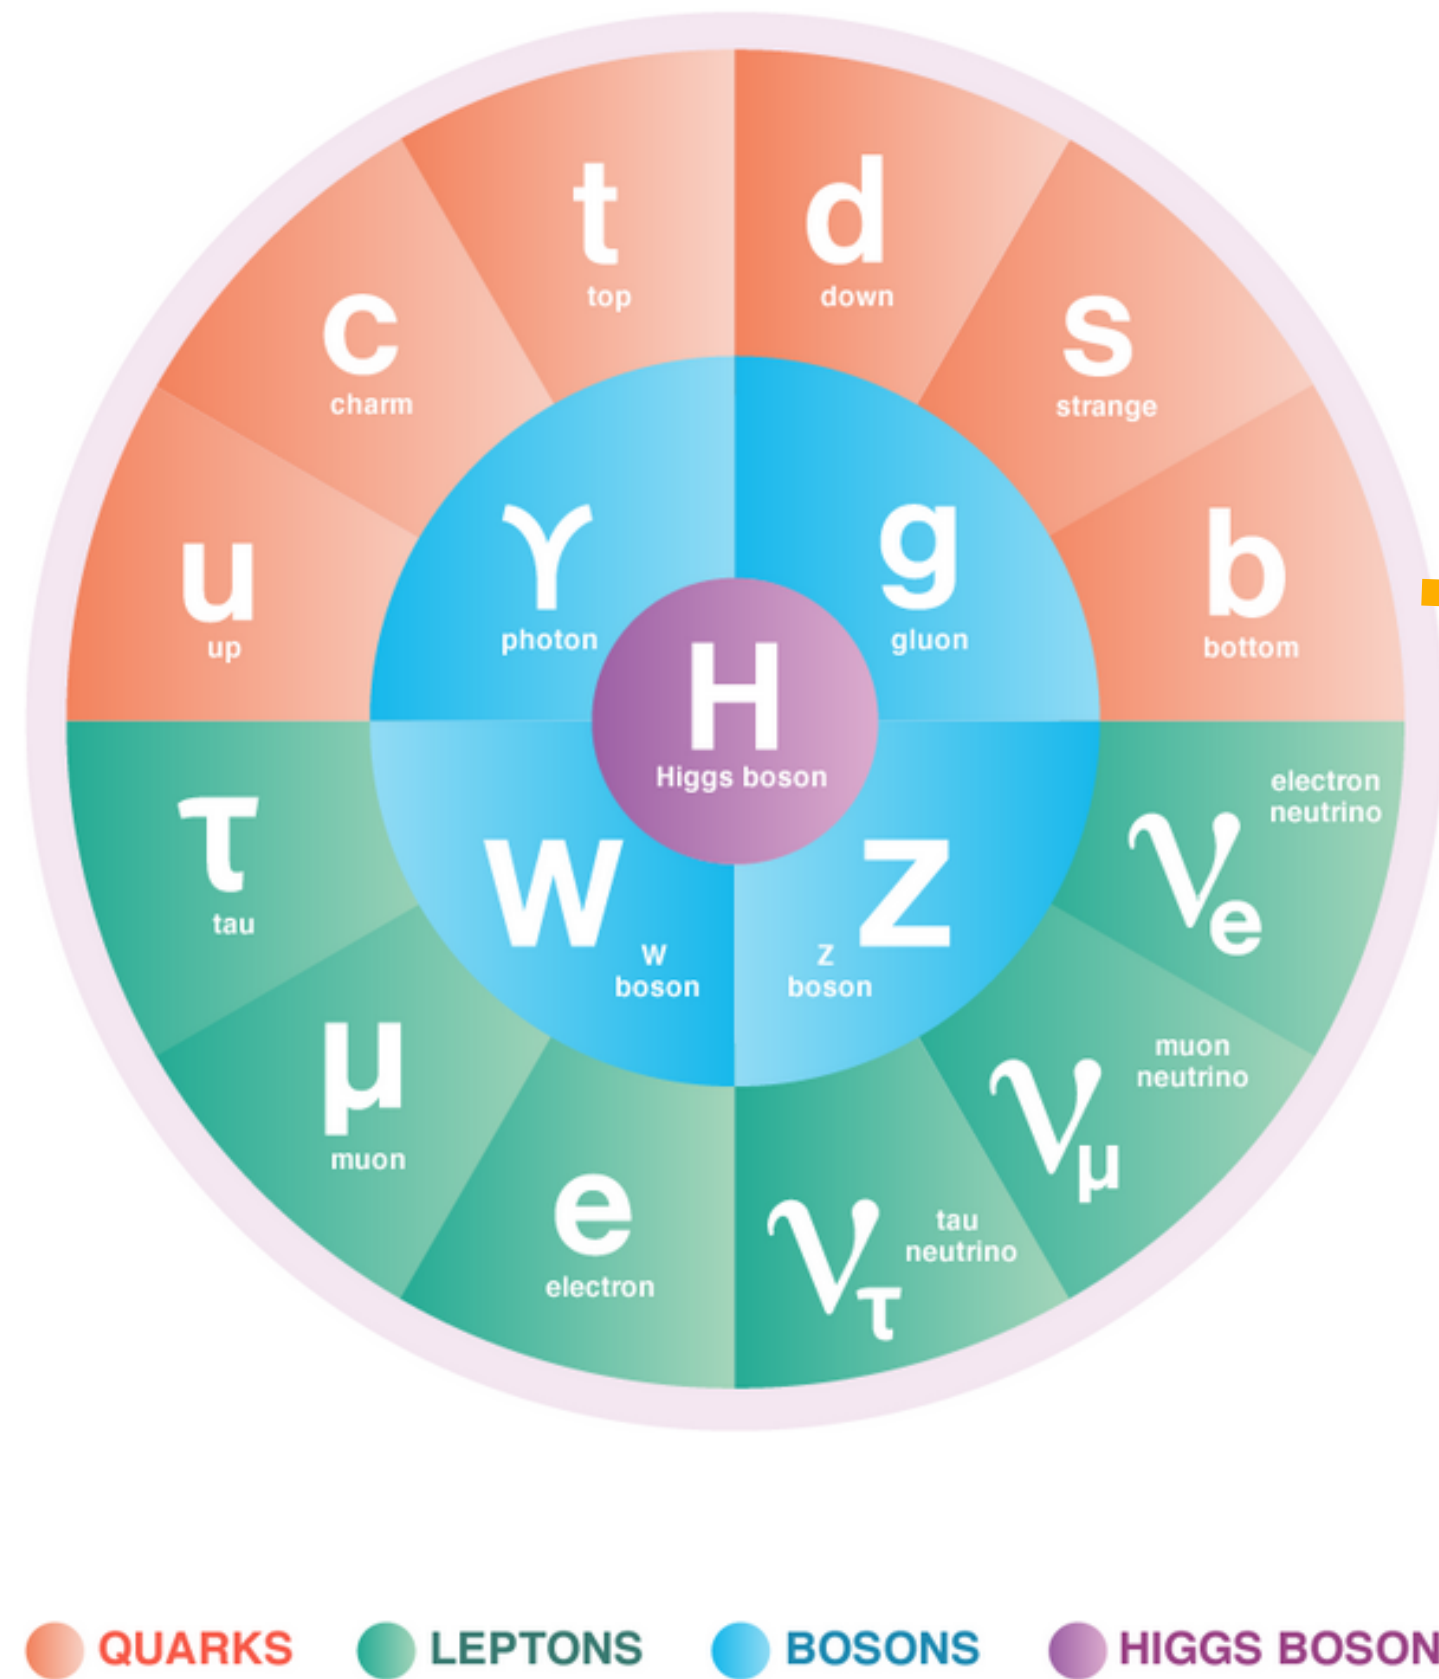 t
top
d
down
c
charm
s
strange
u
up
b
bottom
γ
photon
g
gluon
H
Higgs boson
τ
tau
W
W
boson
Z
Z
boson
νe
electron
neutrino
μ
muon
νμ
muon
neutrino
e
electron
ντ
tau
neutrino
QUARKS
LEPTONS
BOSONS
HIGGS BOSON